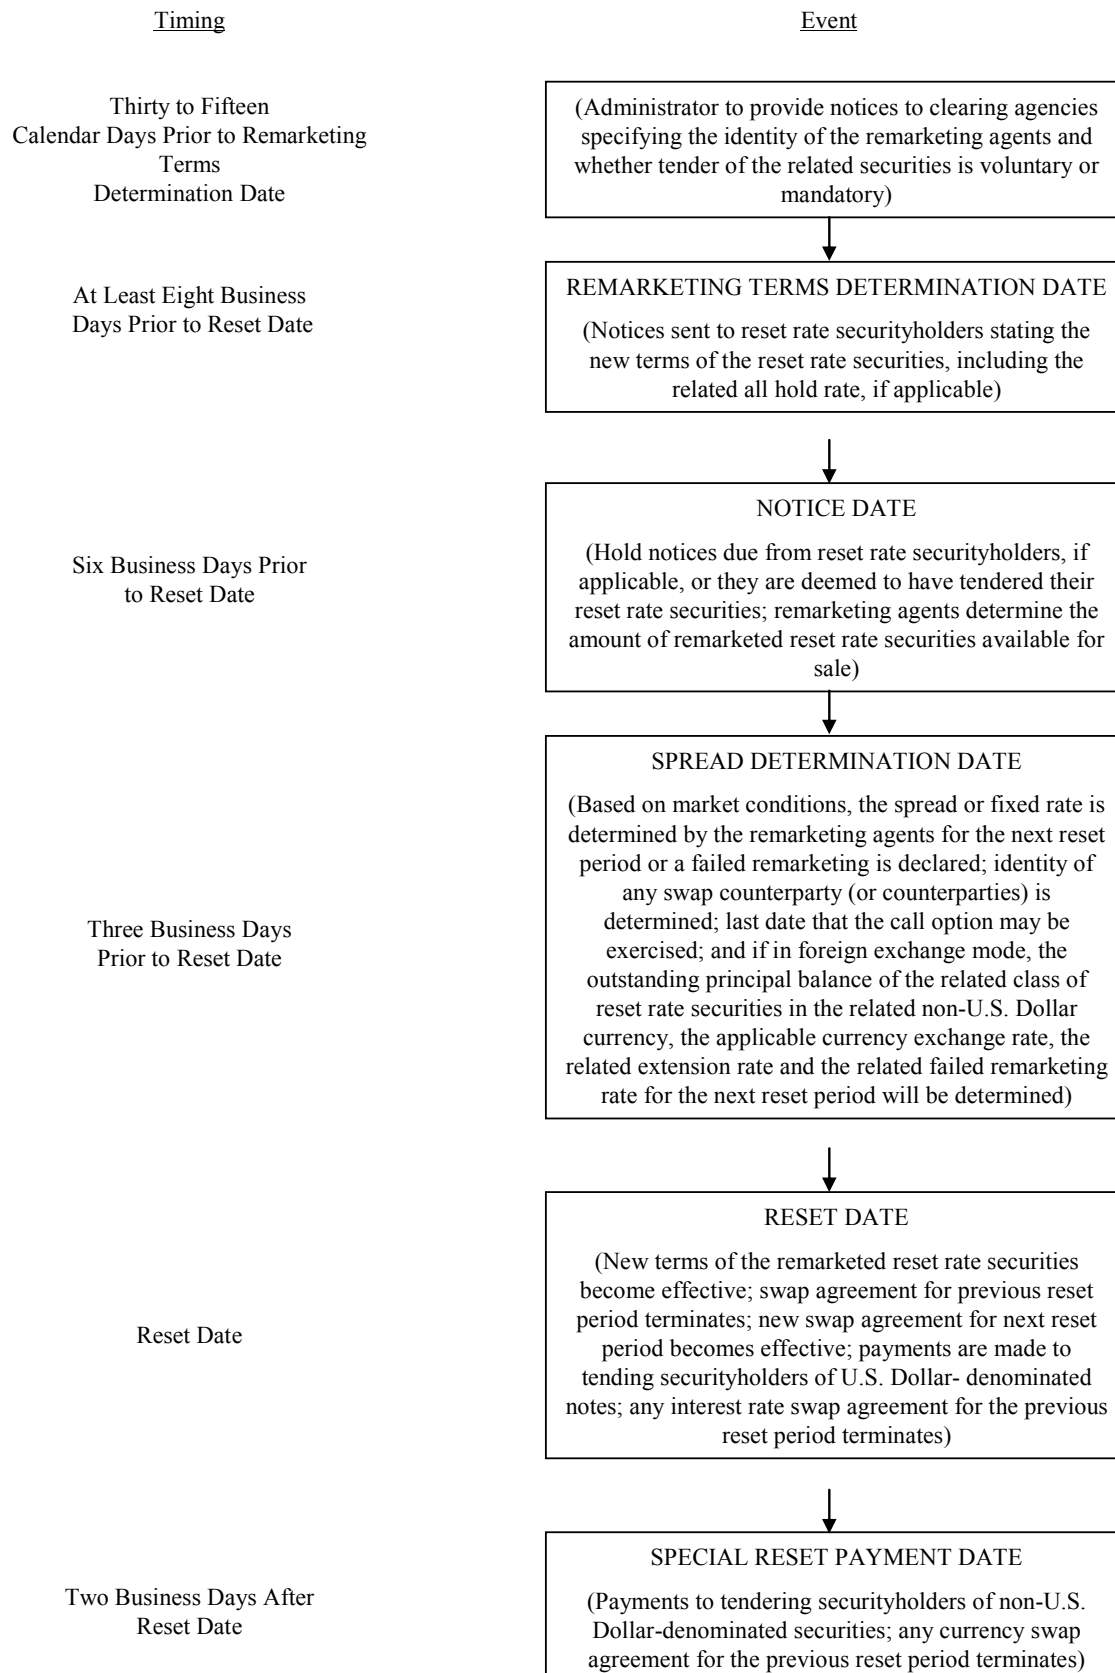 Timing
Event
Thirty to Fifteen
Calendar Days Prior to Remarketing
Terms
Determination Date
(Administrator to provide notices to clearing agencies
specifying the identity of the remarketing agents and
whether tender of the related securities is voluntary or
mandatory)
At Least Eight Business
Days Prior to Reset Date
REMARKETING TERMS DETERMINATION DATE
(Notices sent to reset rate securityholders stating the
new terms of the reset rate securities, including the
related all hold rate, if applicable)
Six Business Days Prior
to Reset Date
NOTICE DATE
(Hold notices due from reset rate securityholders, if
applicable, or they are deemed to have tendered their
reset rate securities; remarketing agents determine the
amount of remarketed reset rate securities available for
sale)
Three Business Days
Prior to Reset Date
SPREAD DETERMINATION DATE
(Based on market conditions, the spread or fixed rate is
determined by the remarketing agents for the next reset
period or a failed remarketing is declared; identity of
any swap counterparty (or counterparties) is
determined; last date that the call option may be
exercised; and if in foreign exchange mode, the
outstanding principal balance of the related class of
reset rate securities in the related non-U.S. Dollar
currency, the applicable currency exchange rate, the
related extension rate and the related failed remarketing
rate for the next reset period will be determined)
Reset Date
RESET DATE
(New terms of the remarketed reset rate securities
become effective; swap agreement for previous reset
period terminates; new swap agreement for next reset
period becomes effective; payments are made to
tending securityholders of U.S. Dollar- denominated
notes; any interest rate swap agreement for the previous
reset period terminates)
Two Business Days After
Reset Date
SPECIAL RESET PAYMENT DATE
(Payments to tendering securityholders of non-U.S.
Dollar-denominated securities; any currency swap
agreement for the previous reset period terminates)